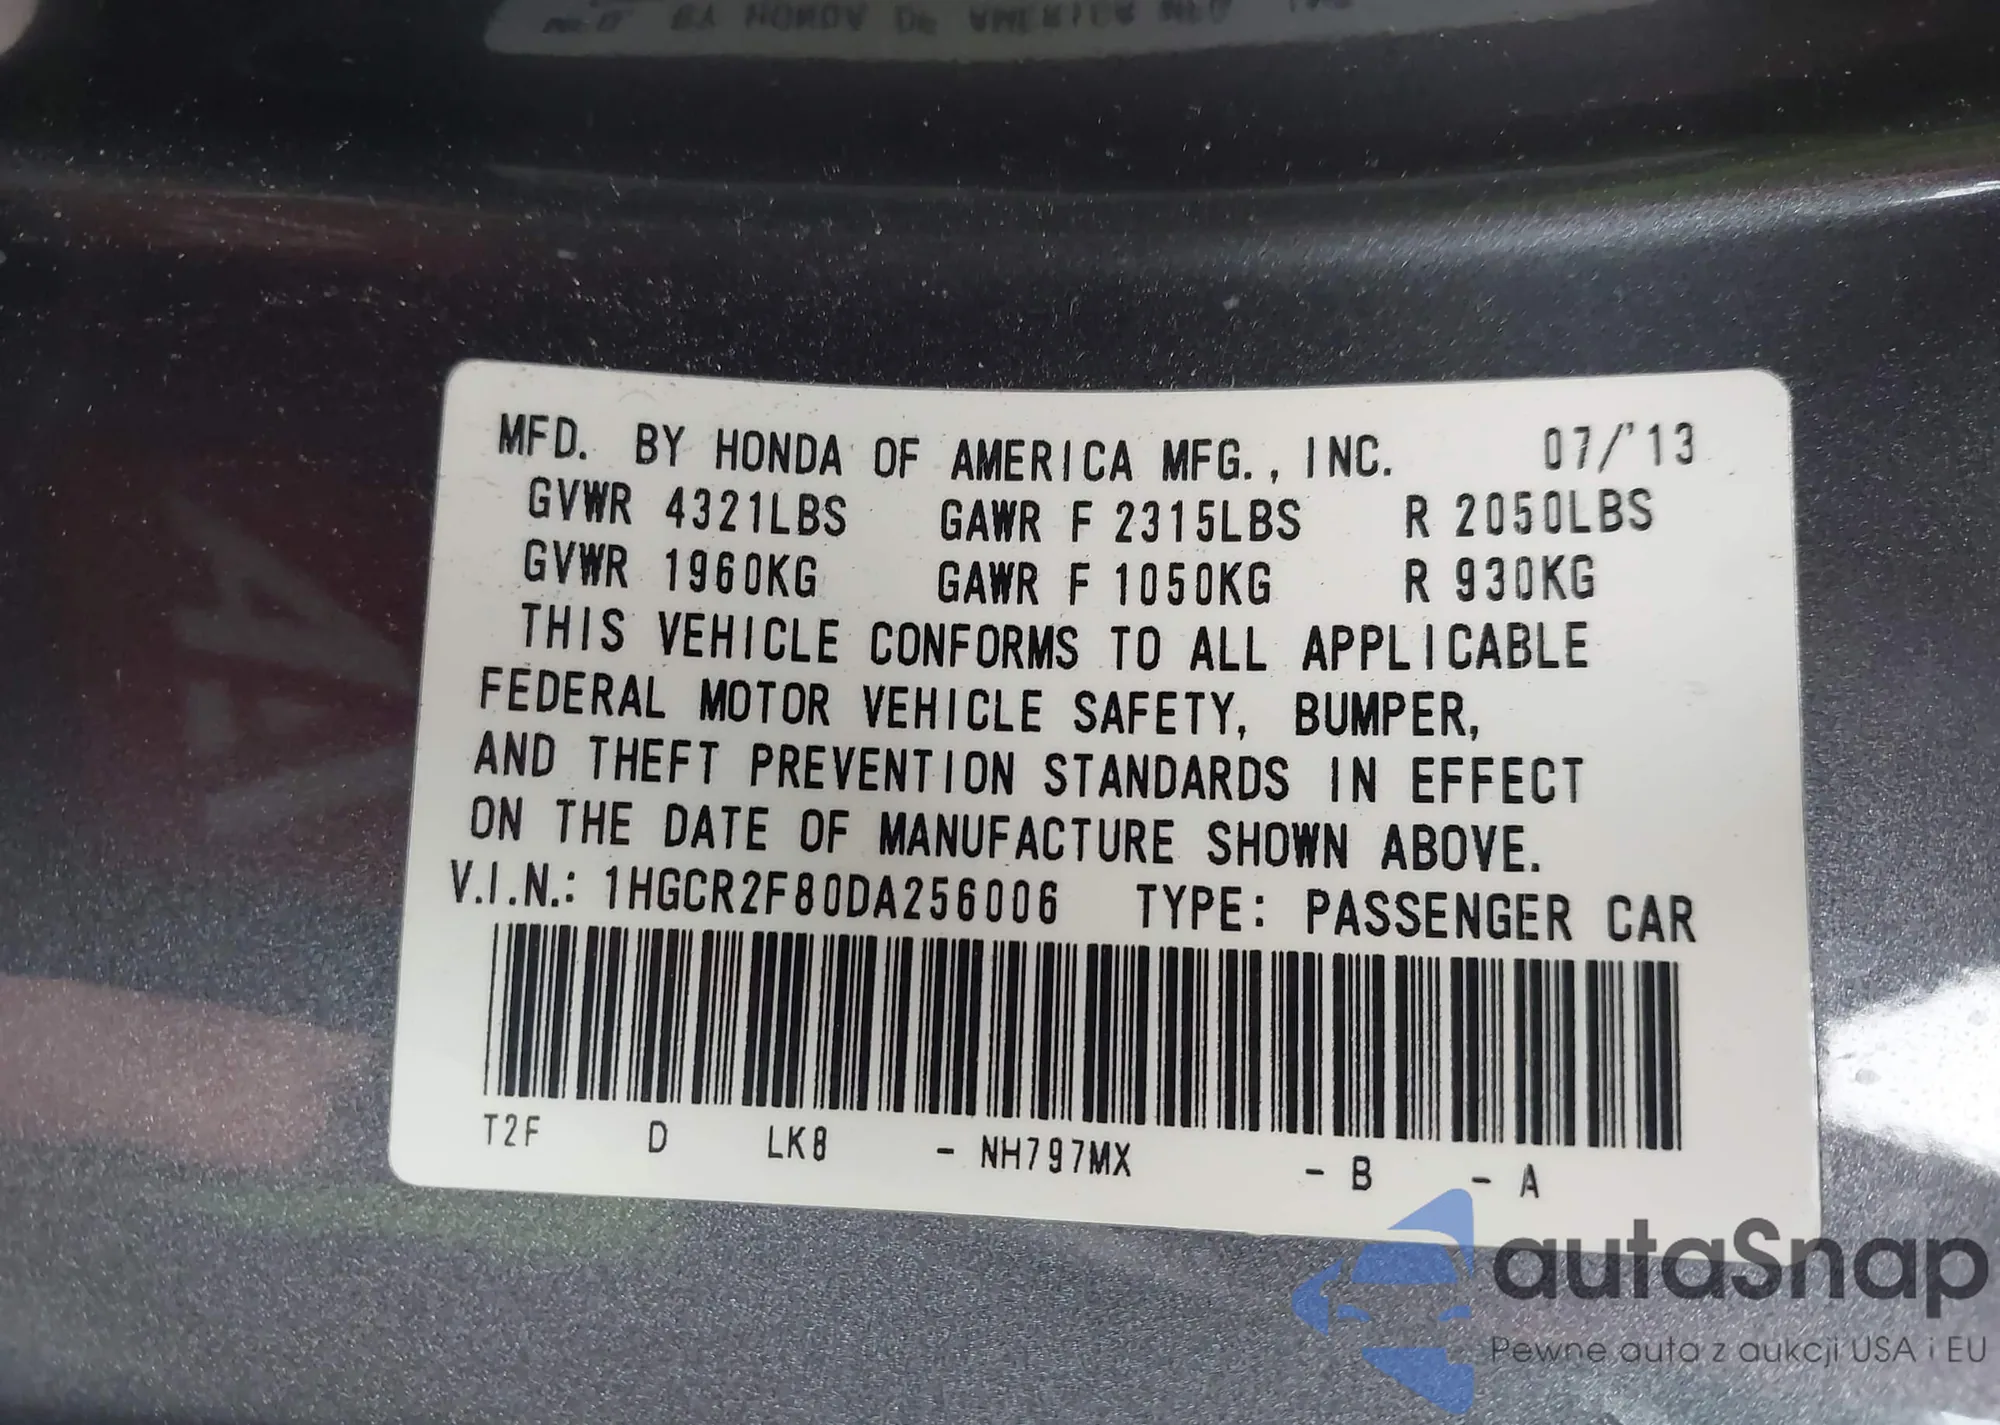 MFD. BY HONDA OF AMERICA MFG., INC. 07/'13
GVWR 4321LBS GAWR F 2315LBS R 2050LBS
GVWR 1960KG GAWR F 1050KG R 930KG
THIS VEHICLE CONFORMS TO ALL APPLICABLE
FEDERAL MOTOR VEHICLE SAFETY, BUMPER,
AND THEFT PREVENTION STANDARDS IN EFFECT
ON THE DATE OF MANUFACTURE SHOWN ABOVE.
V.I.N.: 1HGCR2F80DA256006 TYPE: PASSENGER CAR
T2F D LK8 - NH797MX - B - A
autaSnap
Pewne auta z aukcji USA i EU